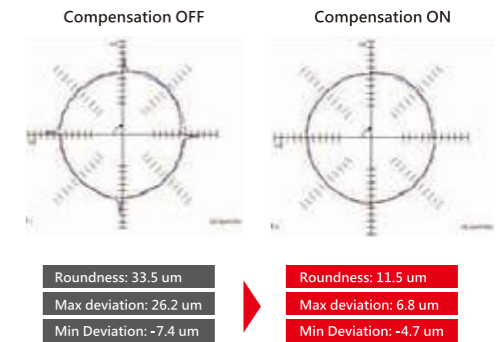 Compensation OFF
Compensation ON
Roundness: 33.5 um
Max deviation: 26.2 um
Min Deviation: -7.4 um
Roundness: 11.5 um
Max deviation: 6.8 um
Min Deviation: -4.7 um